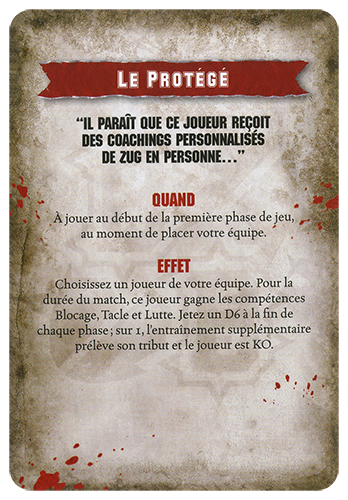 LE PROTÉGÉ
“IL PARAÎT QUE CE JOUEUR REÇOIT
DES COACHINGS PERSONNALISÉS
DE ZUG EN PERSONNE…”
QUAND
À jouer au début de la première phase de jeu,
au moment de placer votre équipe.
EFFET
Choisissez un joueur de votre équipe. Pour la
durée du match, ce joueur gagne les compétences
Blocage, Tacle et Lutte. Jetez un D6 à la fin de
chaque phase ; sur 1, l’entraînement supplémentaire
prélève son tribut et le joueur est KO.